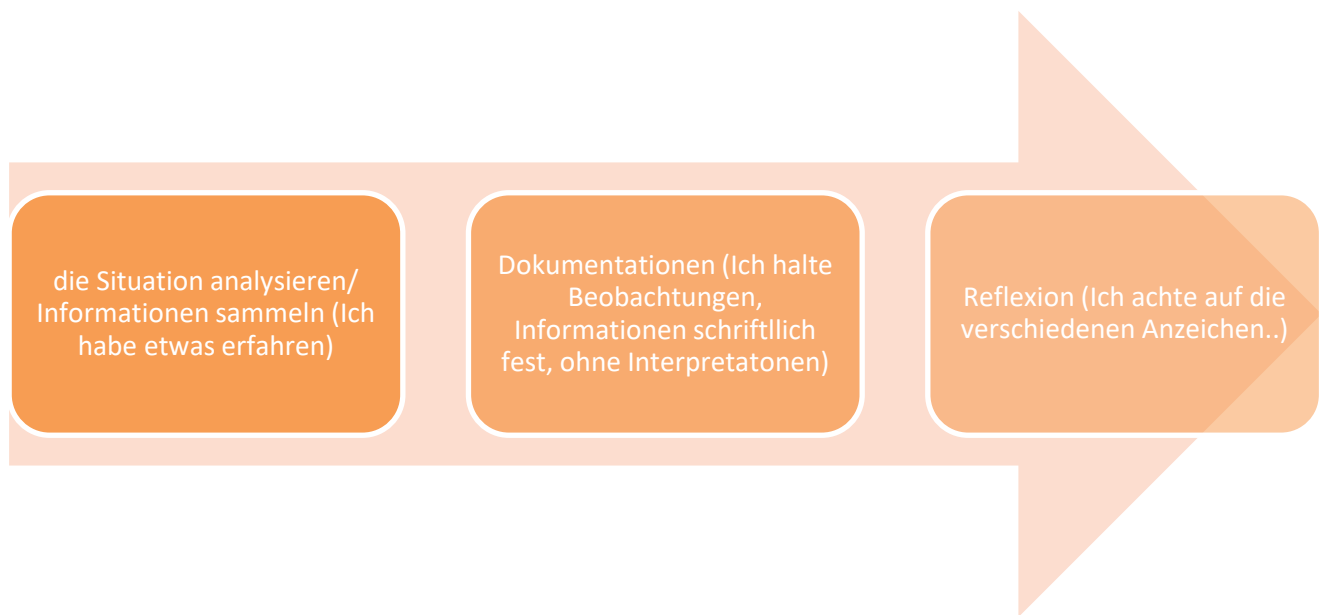 die Situation analysieren/
Informationen sammeln (Ich
habe etwas erfahren)
Dokumentationen (Ich halte
Beobachtungen,
Informationen schriftllich
fest, ohne Interpretatonen)
Reflexion (Ich achte auf die
verschiedenen Anzeichen..)